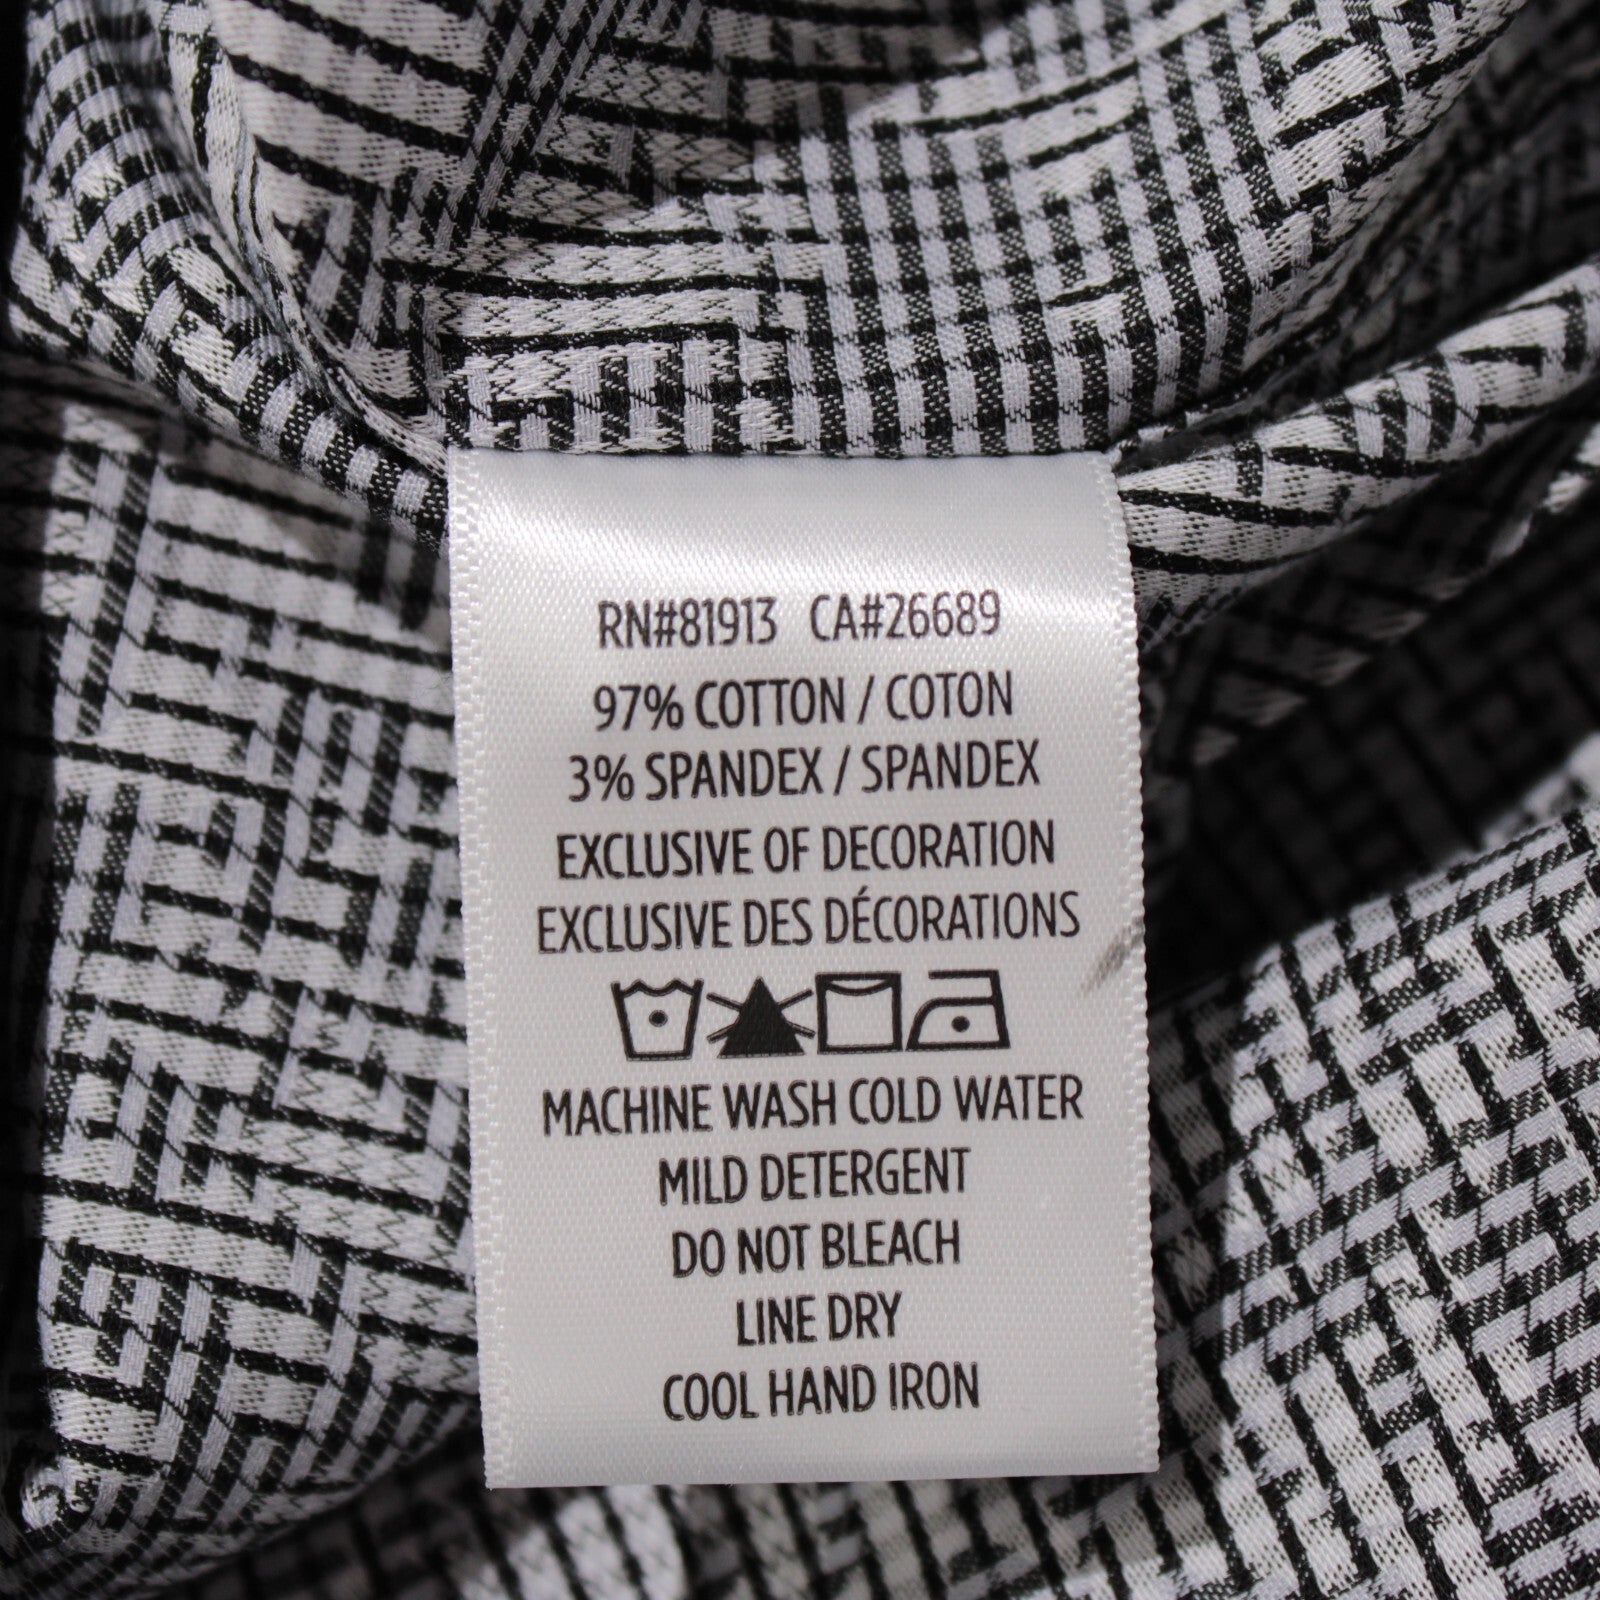 RN#81913 CA#26689
97% COTTON / COTON
3% SPANDEX / SPANDEX
EXCLUSIVE OF DECORATION
EXCLUSIVE DES DÉCORATIONS
MACHINE WASH COLD WATER
MILD DETERGENT
DO NOT BLEACH
LINE DRY
COOL HAND IRON